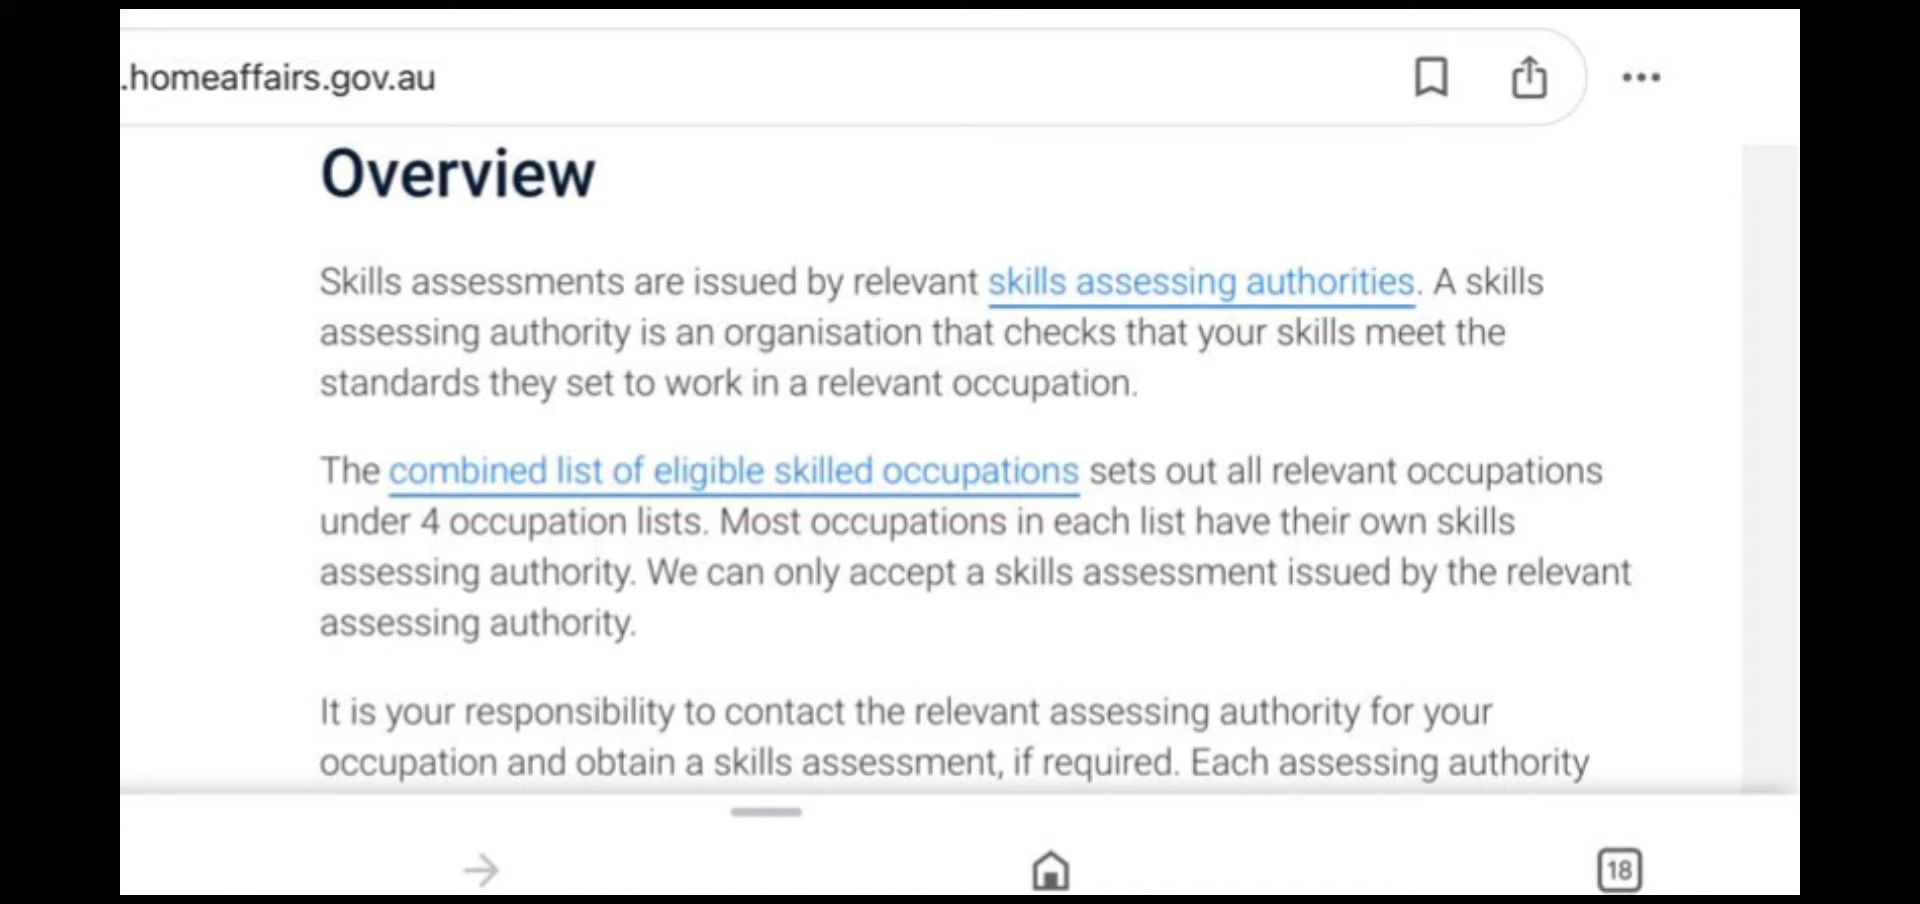 .homeaffairs.gov.au
Overview
Skills assessments are issued by relevant skills assessing authorities. A skills
assessing authority is an organisation that checks that your skills meet the
standards they set to work in a relevant occupation.
The combined list of eligible skilled occupations sets out all relevant occupations
under 4 occupation lists. Most occupations in each list have their own skills
assessing authority. We can only accept a skills assessment issued by the relevant
assessing authority.
It is your responsibility to contact the relevant assessing authority for your
occupation and obtain a skills assessment, if required. Each assessing authority
18